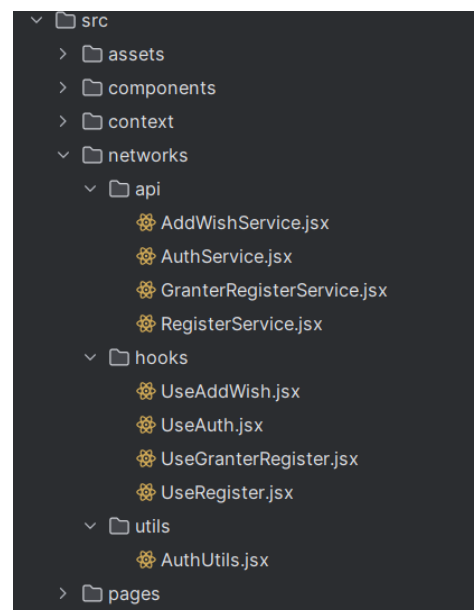 src
assets
components
context
networks
api
AddWishService.jsx
AuthService.jsx
GranterRegisterService.jsx
RegisterService.jsx
hooks
UseAddWish.jsx
UseAuth.jsx
UseGranterRegister.jsx
UseRegister.jsx
utils
AuthUtils.jsx
pages